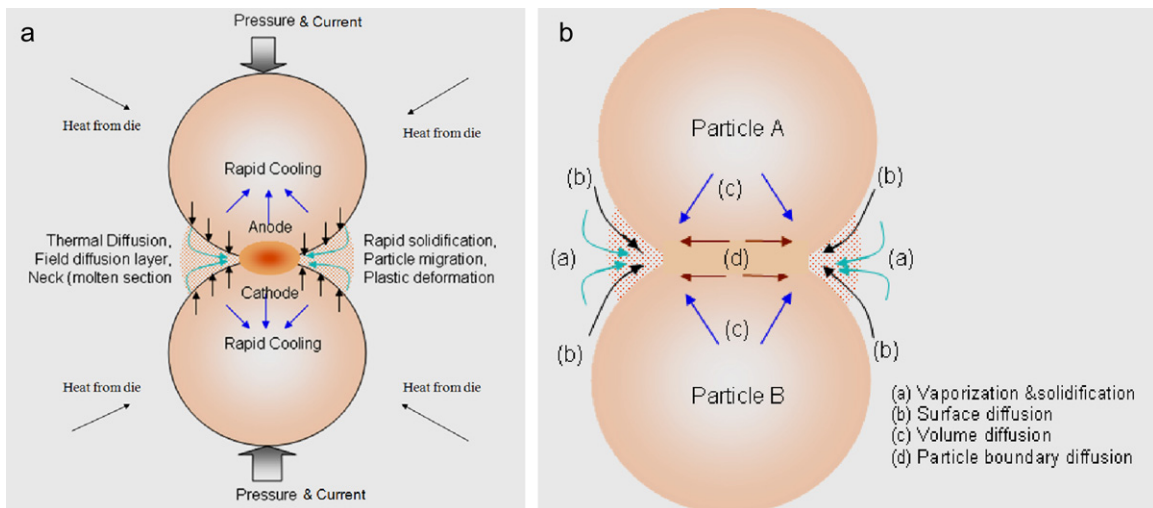 a
Pressure & Current
Heat from die
Heat from die
Rapid Cooling
Anode
Thermal Diffusion,
Field diffusion layer,
Neck (molten section
Rapid solidification,
Particle migration,
Plastic deformation
Cathode
Rapid Cooling
Heat from die
Heat from die
Pressure & Current
b
Particle A
(b)
(b)
(c)
(a)
(d)
(a)
(c)
(b)
(b)
Particle B
(a) Vaporization &solidification
(b) Surface diffusion
(c) Volume diffusion
(d) Particle boundary diffusion